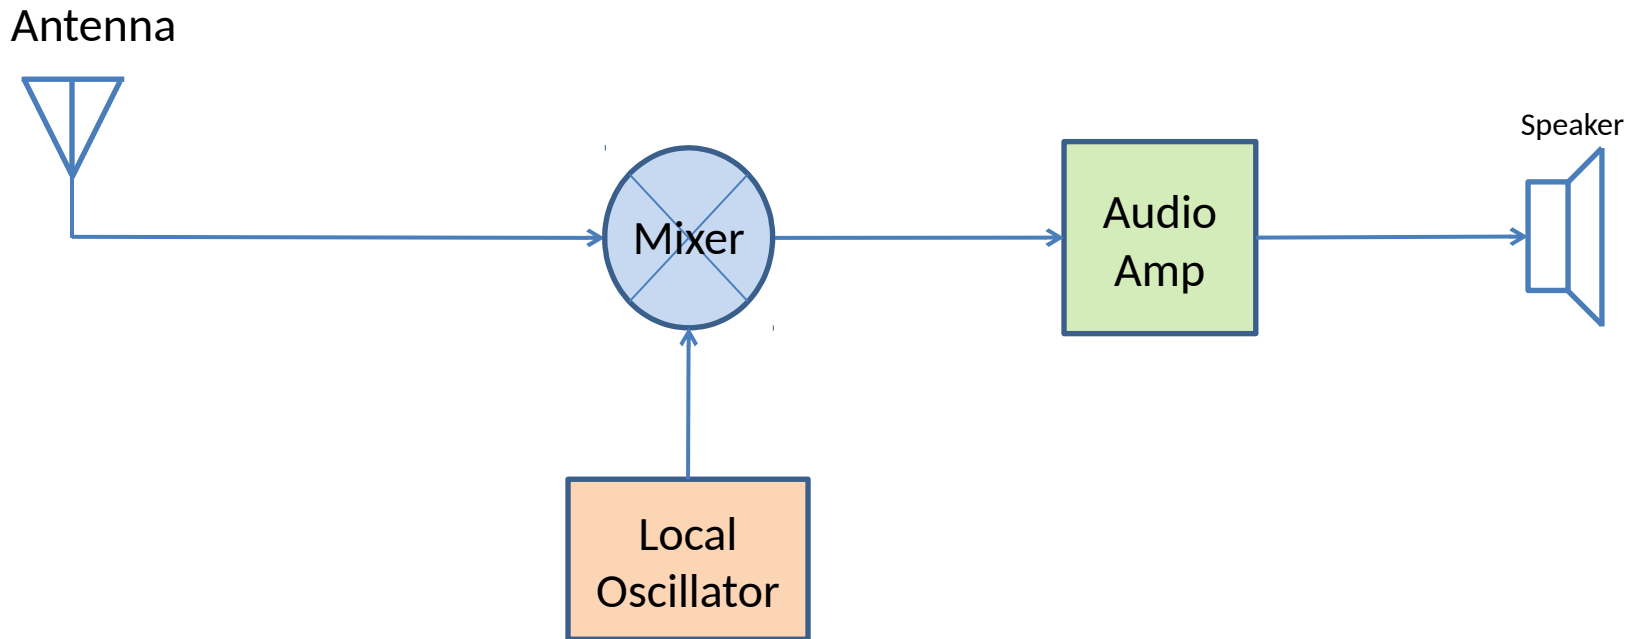 Antenna
Speaker
Mixer
Audio
Amp
Local
Oscillator